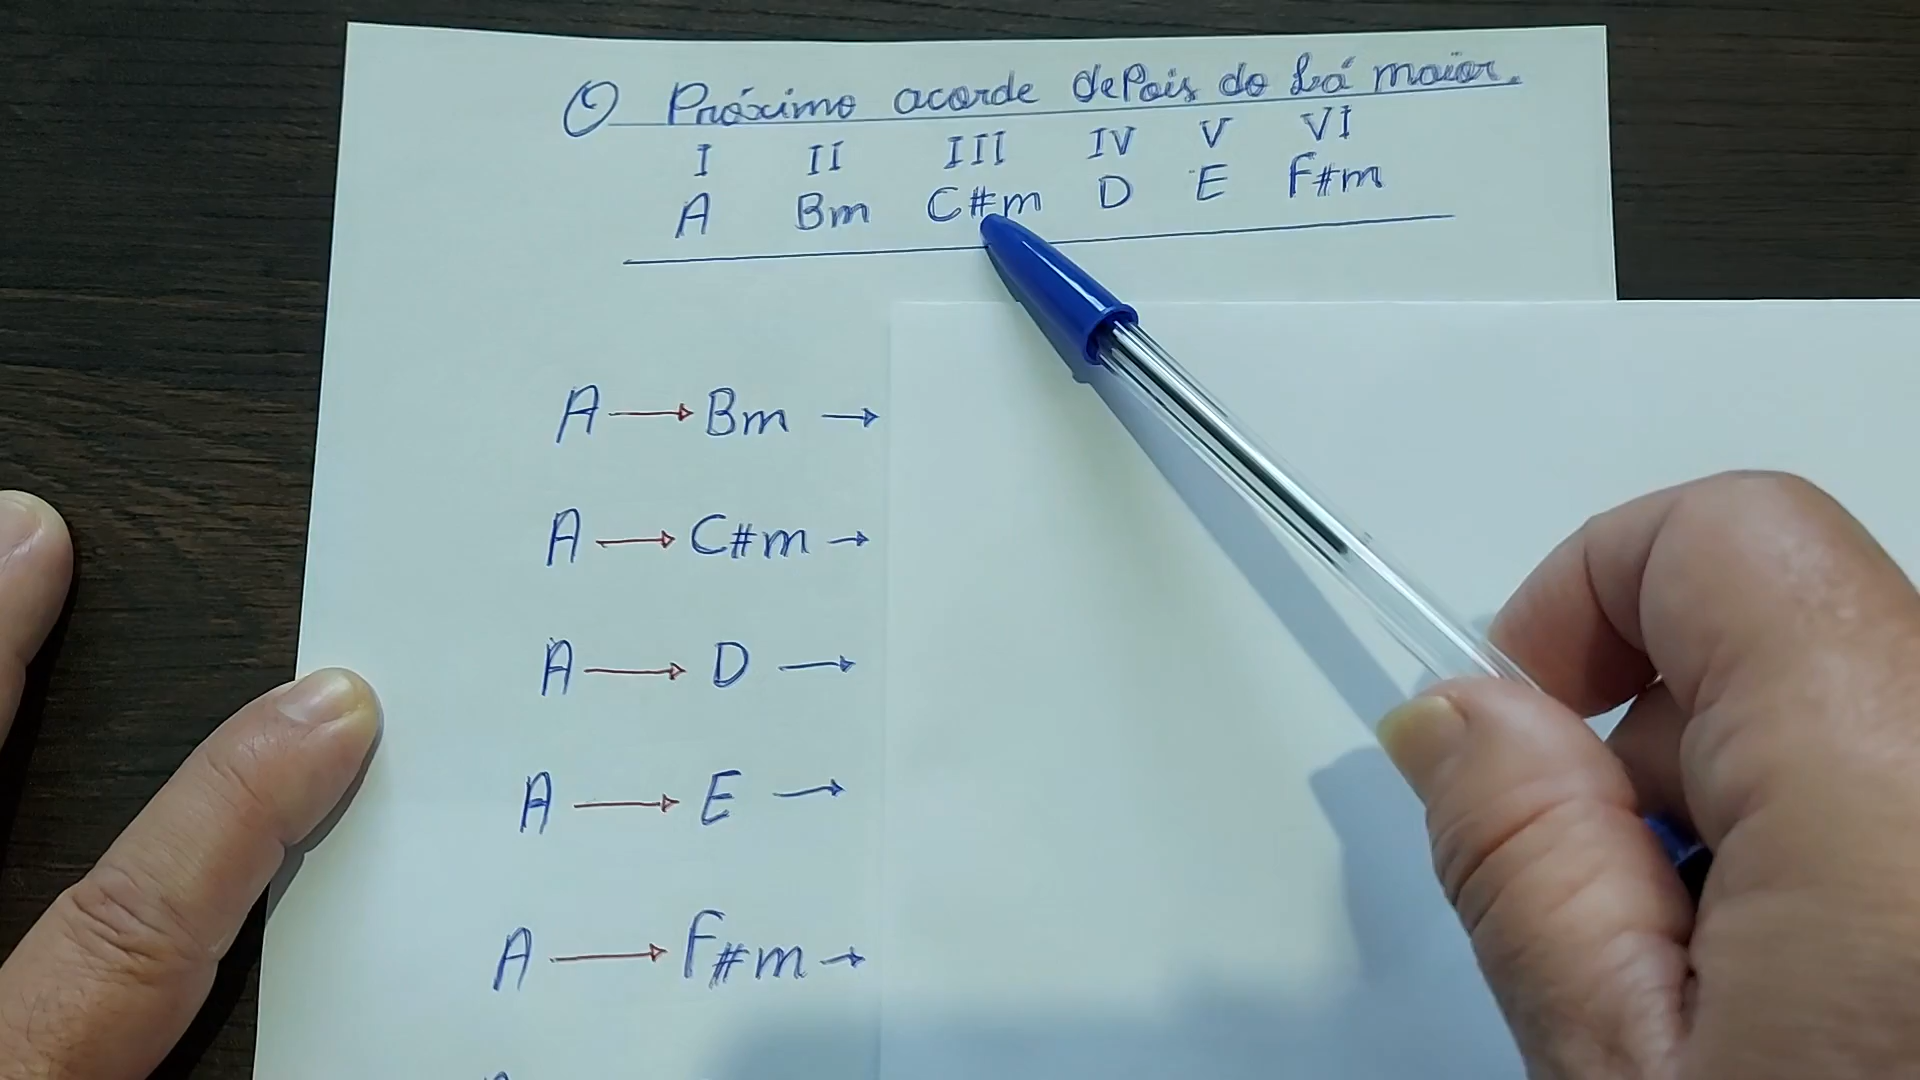 O Próximo acorde depois do Lá maior.
I II III IV V VI
A Bm C#m D E F#m
A → Bm →
A → C#m →
A → D →
A → E →
A → F#m →